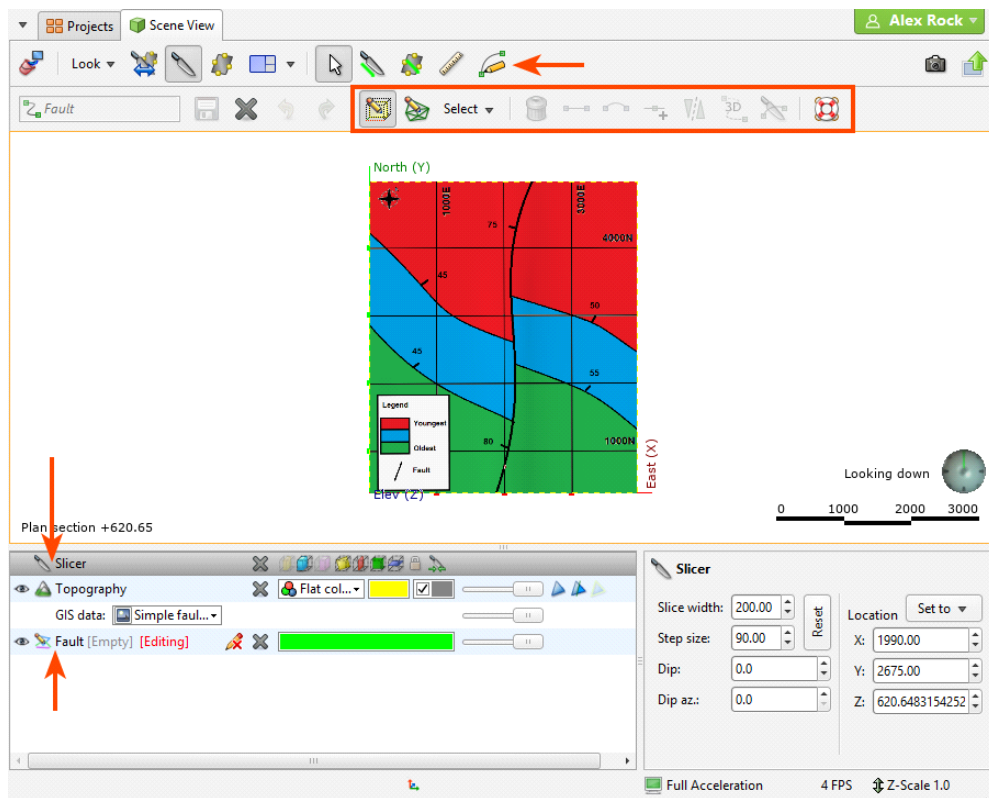 Projects Scene View Alex Rock
Look
Fault Select 3D
North (Y)
1000E 3000E
75
4000N
45
50
45
55
Legend
Youngest
Oldest
Fault
80 1000N
East (X)
Elev (Z)
Looking down
0 1000 2000 3000
Plan section +620.65
Slicer
Topography Flat col...
GIS data: Simple faul...
Fault [Empty] [Editing]
Slicer
Slice width: 200.00 Reset Location Set to
Step size: 90.00 X: 1990.00
Dip: 0.0 Y: 2675.00
Dip az.: 0.0 Z: 620.6483154252
Full Acceleration 4 FPS Z-Scale 1.0